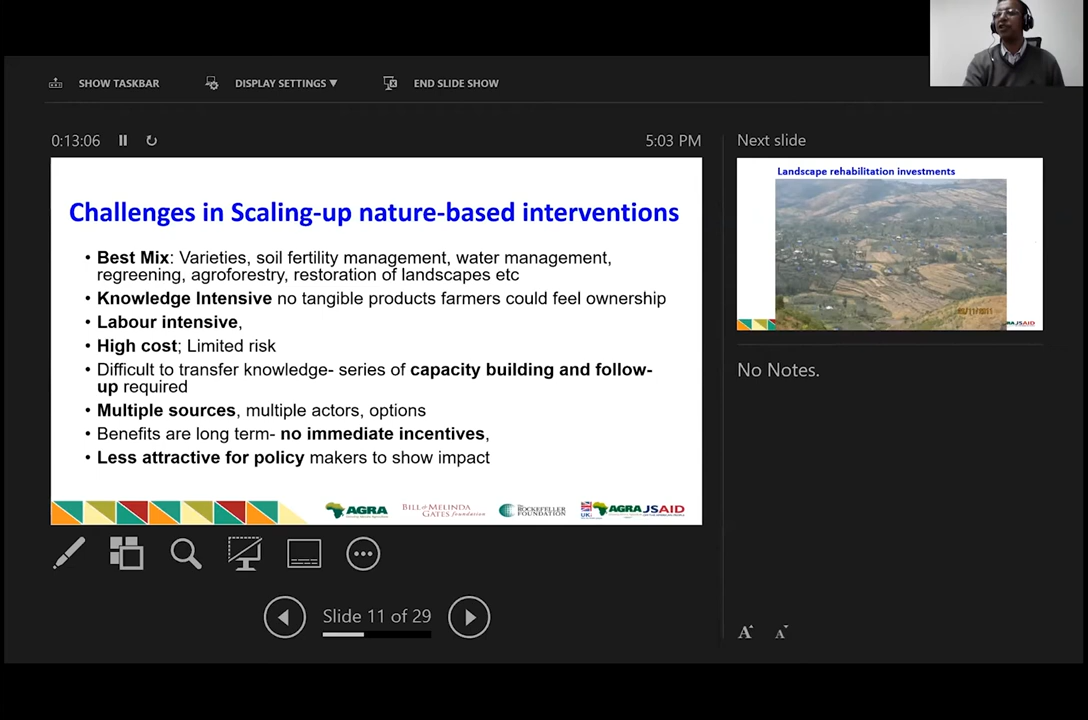 SHOW TASKBAR
DISPLAY SETTINGS ▼
END SLIDE SHOW
0:13:06
5:03 PM
Challenges in Scaling-up nature-based interventions
• Best Mix: Varieties, soil fertility management, water management,
regreening, agroforestry, restoration of landscapes etc
• Knowledge Intensive no tangible products farmers could feel ownership
• Labour intensive,
• High cost; Limited risk
• Difficult to transfer knowledge- series of capacity building and follow-
up required
• Multiple sources, multiple actors, options
• Benefits are long term- no immediate incentives,
• Less attractive for policy makers to show impact
AGRA
BILL & MELINDA
GATES foundation
ROCKEFELLER
FOUNDATION
UK
AGRA
JSAID
Slide 11 of 29
Next slide
Landscape rehabilitation investments
RAJSAID
No Notes.
A
A